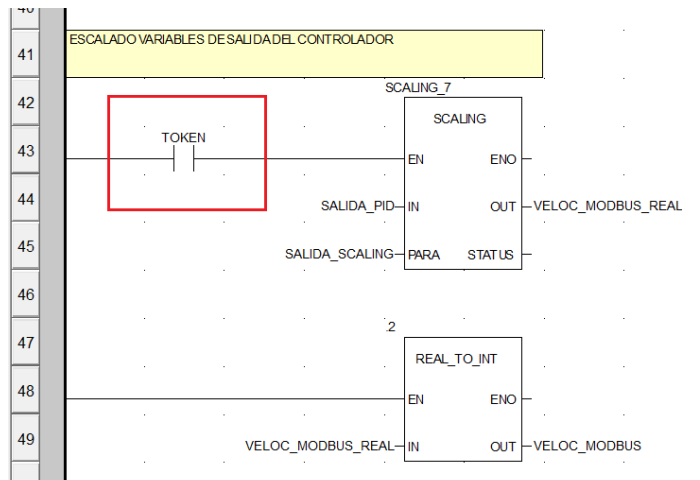 40
41
ESCALADO VARIABLES DE SALIDA DEL CONTROLADOR
42
SCALING_7
SCALING
43
TOKEN
EN
ENO
44
SALIDA_PID
IN
OUT
VELOC_MODBUS_REAL
45
SALIDA_SCALING
PARA
STATUS
46
47
.2
REAL_TO_INT
48
EN
ENO
49
VELOC_MODBUS_REAL
IN
OUT
VELOC_MODBUS